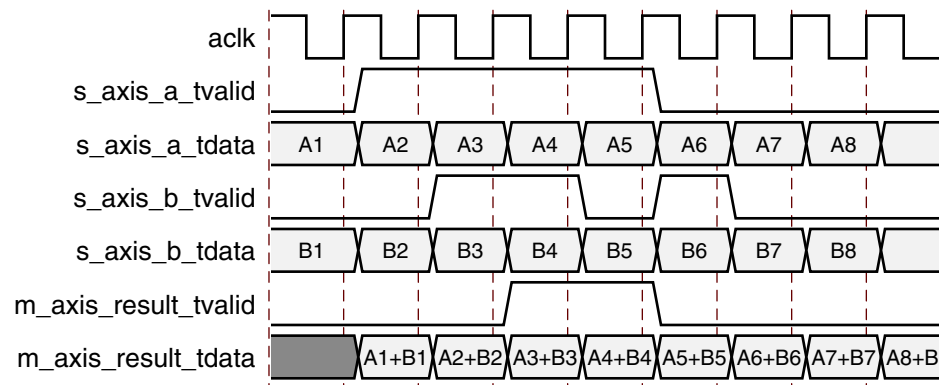 aclk
s_axis_a_tvalid
s_axis_a_tdata A1 A2 A3 A4 A5 A6 A7 A8
s_axis_b_tvalid
s_axis_b_tdata B1 B2 B3 B4 B5 B6 B7 B8
m_axis_result_tvalid
m_axis_result_tdata A1+B1 A2+B2 A3+B3 A4+B4 A5+B5 A6+B6 A7+B7 A8+B